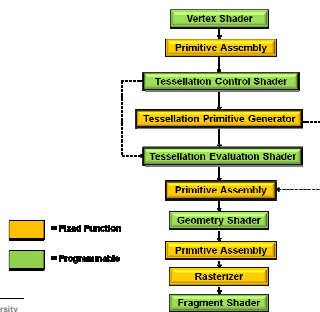 Vertex Shader
Primitive Assembly
Tessellation Control Shader
Tessellation Primitive Generator
Tessellation Evaluation Shader
Primitive Assembly
Geometry Shader
= Fixed Function
Primitive Assembly
= Programmable
Rasterizer
Fragment Shader
rsity